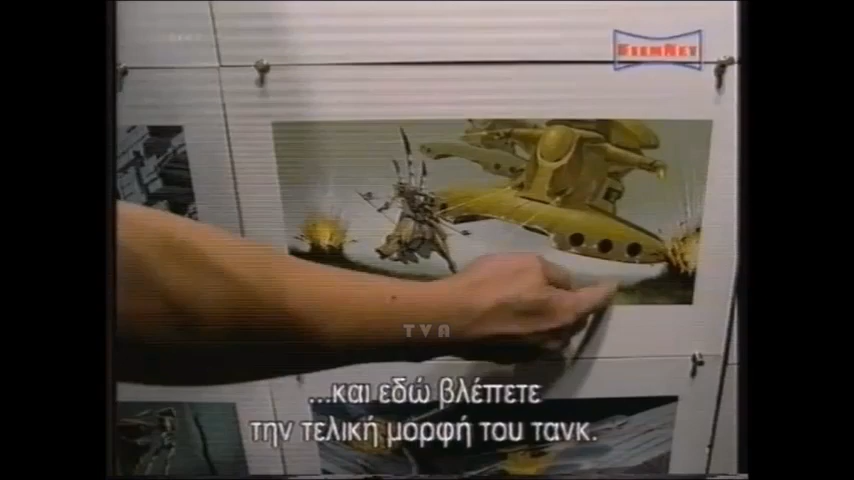 FILMNET
TVA
...και εδώ βλέπετε
την τελική μορφή του τανκ.